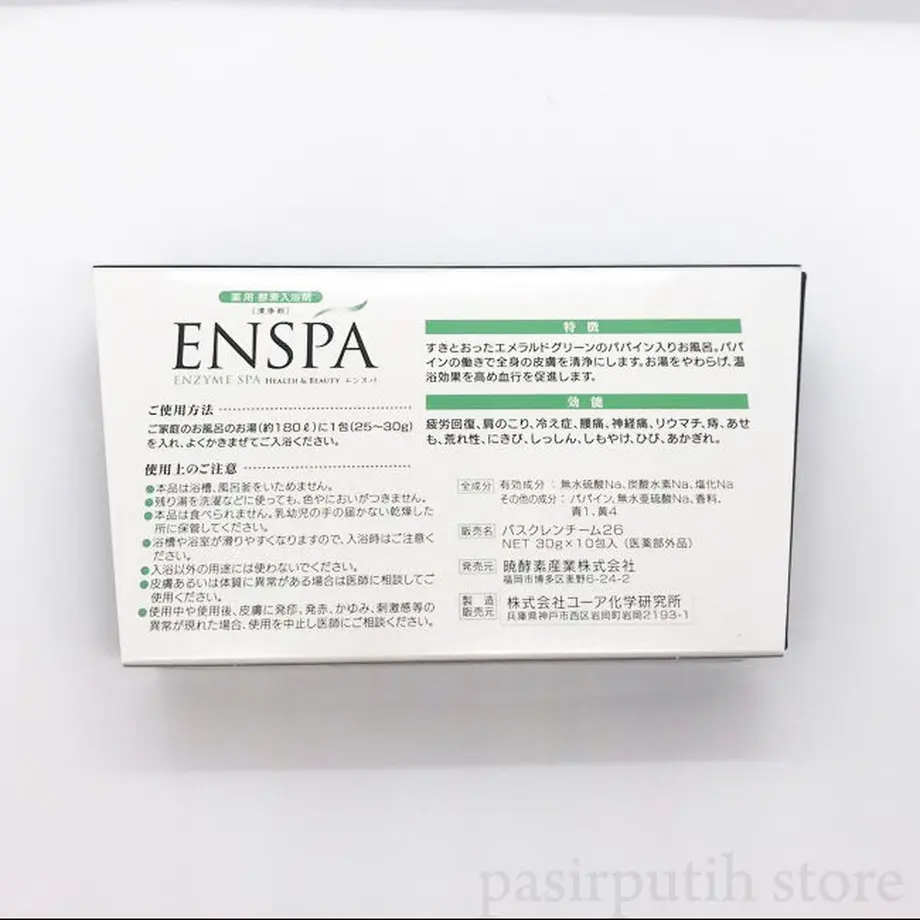 薬用 酵素入浴剤
[清浄剤]
ENSPA
ENZYME SPA HEALTH & BEAUTY エンスパ
ご使用方法
ご家庭のお風呂のお湯(約180ℓ)に1包(25〜30g)
を入れ、よくかきまぜてご入浴ください。
使用上のご注意
●本品は浴槽、風呂釜をいためません。
●残り湯を洗濯などに使っても、色やにおいがつきません。
●本品は食べられません。乳幼児の手の届かない乾燥した
所に保管してください。
●浴槽や浴室が滑りやすくなりますので、入浴時はご注意く
ださい。
●入浴以外の用途には使わないでください。
●皮膚あるいは体質に異常がある場合は医師に相談してご
使用ください。
●使用中や使用後、皮膚に発疹、発赤、かゆみ、刺激感等の
異常が現れた場合、使用を中止し医師にご相談ください。
特徴
すきとおったエメラルドグリーンのパパイン入りお風呂。パパ
インの働きで全身の皮膚を清浄にします。お湯をやわらげ、温
浴効果を高め血行を促進します。
効能
疲労回復、肩のこり、冷え症、腰痛、神経痛、リウマチ、痔、あせ
も、荒れ性、にきび、しっしん、しもやけ、ひび、あかぎれ。
全成分 有効成分：無水硫酸Na、炭酸水素Na、塩化Na
その他の成分：パパイン、無水亜硫酸Na、香料、
青1、黄4
販売名 バスクレンチーム26
NET 30g×10包入（医薬部外品）
発売元 暁酵素産業株式会社
福岡市博多区麦野6-24-2
製造販売元 株式会社ユーア化学研究所
兵庫県神戸市西区岩岡町岩岡2193-1
pasirputih store